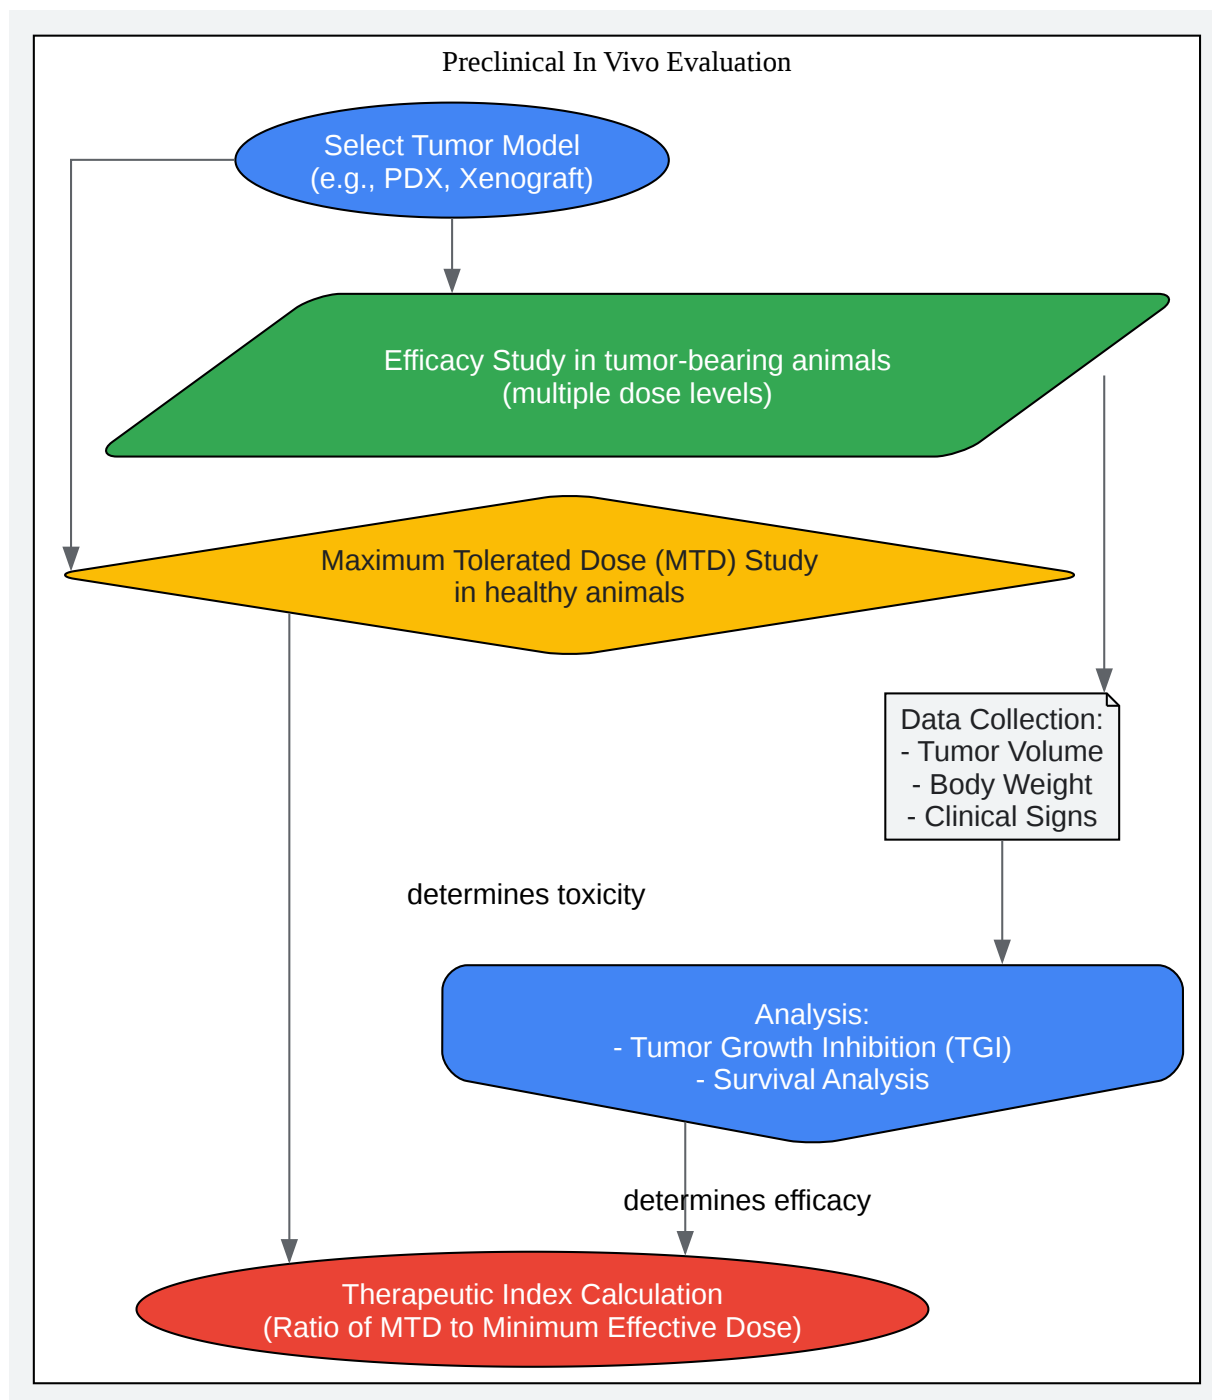 Preclinical In Vivo Evaluation
Select Tumor Model
(e.g., PDX, Xenograft)
Efficacy Study in tumor-bearing animals
(multiple dose levels)
Maximum Tolerated Dose (MTD) Study
in healthy animals
Data Collection:
- Tumor Volume
- Body Weight
- Clinical Signs
determines toxicity
Analysis:
- Tumor Growth Inhibition (TGI)
- Survival Analysis
determines efficacy
Therapeutic Index Calculation
(Ratio of MTD to Minimum Effective Dose)